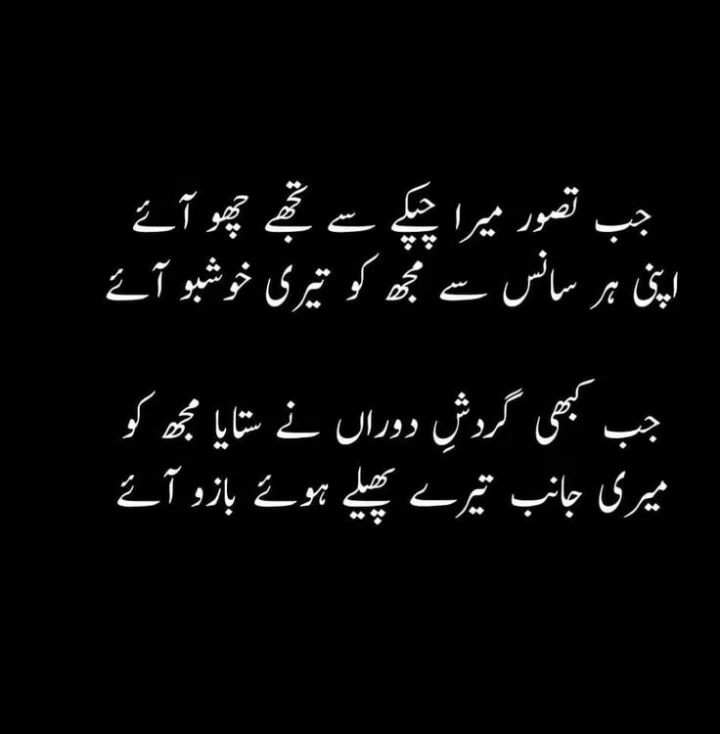 جب تصور میرا چپکے سے تجھے چھو آئے
اپنی ہر سانس سے مجھ کو تیری خوشبو آئے
جب کبھی گردشِ دوراں نے ستایا مجھ کو
میری جانب تیرے پھیلے ہوئے بازو آئے